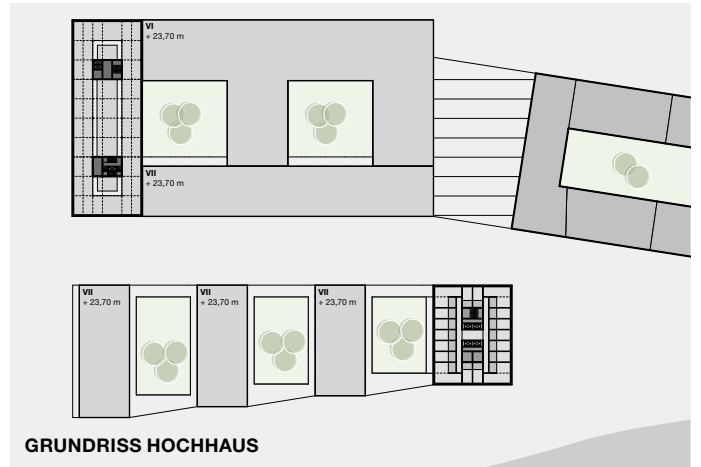 VI
+ 23,70 m
VII
+ 23,70 m
VII
+ 23,70 m
VII
+ 23,70 m
VII
+ 23,70 m
GRUNDRISS HOCHHAUS